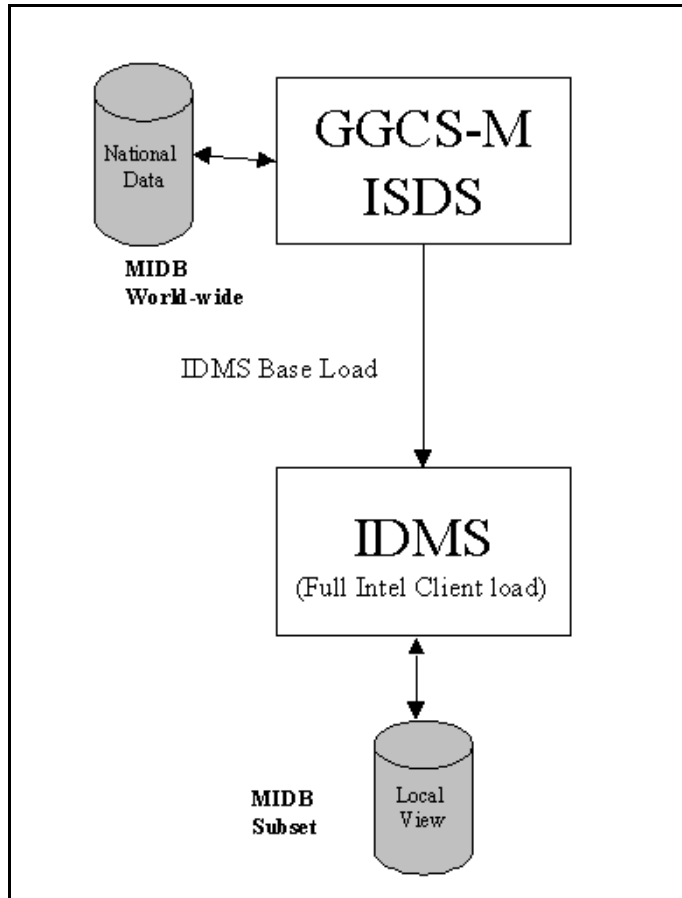 National
Data
GGCS-M
ISDS
MIDB
World-wide
IDMS Base Load
IDMS
(Full Intel Client load)
MIDB
Subset
Local
View